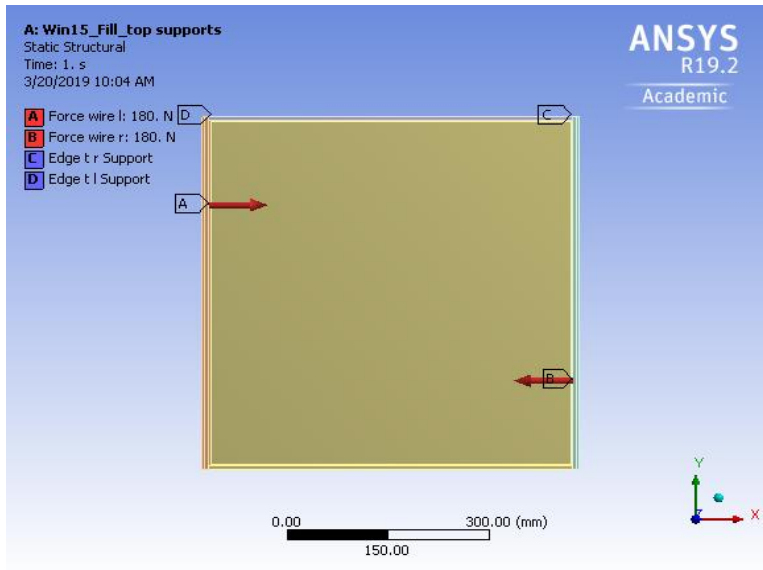 A: Win15_Fill_top supports
Static Structural
Time: 1. s
3/20/2019 10:04 AM
A Force wire l: 180. N
B Force wire r: 180. N
C Edge t r Support
D Edge t l Support
ANSYS
R19.2
Academic
D
C
A
B
0.00 300.00 (mm)
150.00
Y
Z X